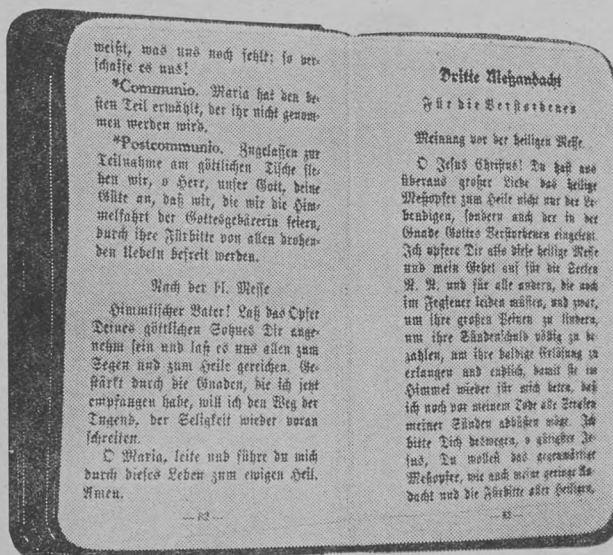 weißt, was uns noch fehlt; so ver-
schaffe es uns!
*Communio. Maria hat den be-
sten Teil erwählt, der ihr nicht genom-
men werden wird.
*Postcommunio. Zugelassen zur
Teilnahme am göttlichen Tische fle-
hen wir, o Herr, unser Gott, deine
Güte an, daß wir, die wir die Him-
melfahrt der Gottesgebärerin feiern,
durch ihre Fürbitte von allen drohen-
den Uebeln befreit werden.
Nach der hl. Messe
Himmlischer Vater! Laß das Opfer
Deines göttlichen Sohnes Dir ange-
nehm sein und laß es uns allen zum
Segen und zum Heile gereichen. Ge-
stärkt durch die Gnaden, die ich jetzt
empfangen habe, will ich den Weg der
Tugend, der Seligkeit wieder voran
schreiten.
O Maria, leite und führe du mich
durch dieses Leben zum ewigen Heil.
Amen.
Dritte Meßandacht
Für die Verstorbenen
Meinung vor der heiligen Messe.
O Jesus Christus! Du hast aus
überaus großer Liebe das heilige
Meßopfer zum Heile nicht nur der Le-
bendigen, sondern auch der in der
Gnade Gottes Verstorbenen eingesetzt.
Ich opfere Dir also diese heilige Messe
und mein Gebet auf für die Seelen
N. N. und für alle andern, die noch
im Fegfeuer leiden müssen, und zwar,
um ihre großen Peinen zu lindern,
um ihre Sündenschuld völlig zu be-
zahlen, um ihre baldige Erlösung zu
erlangen und endlich, damit sie im
Himmel wieder für mich beten, daß
ich noch vor meinem Tode alle Strafen
meiner Sünden abbüßen möge. Ich
bitte Dich deswegen, o gütigster Je-
sus, Du wollest das gegenwärtige
Meßopfer, wie auch meine geringe An-
dacht und die Fürbitte aller Heiligen,